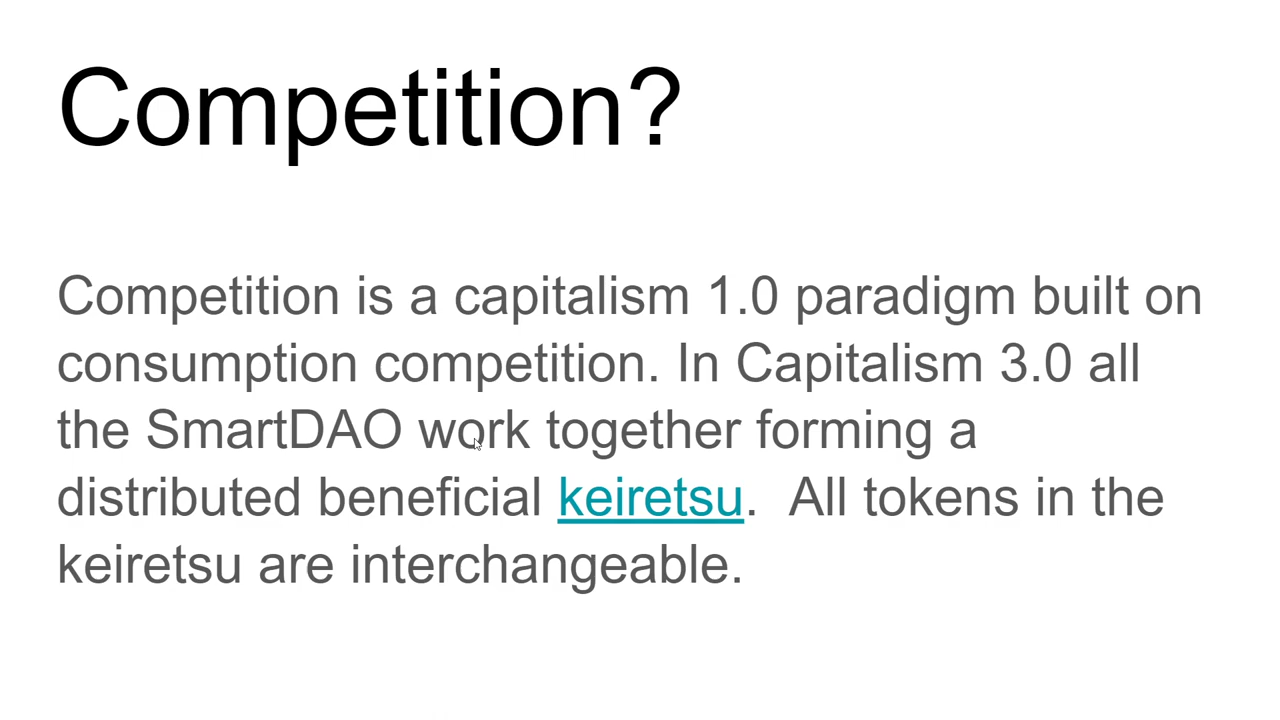 Competition?
Competition is a capitalism 1.0 paradigm built on
consumption competition. In Capitalism 3.0 all
the SmartDAO work together forming a
distributed beneficial keiretsu.  All tokens in the
keiretsu are interchangeable.